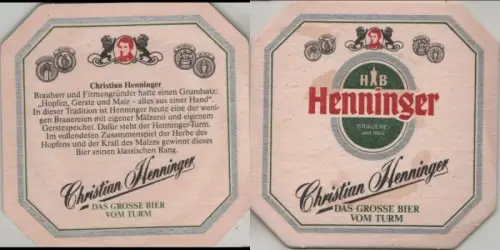 Christian Henninger
Brauherr und Firmengründer hatte einen Grundsatz:
„Hopfen, Gerste und Malz - alles aus einer Hand".
In dieser Tradition ist Henninger heute eine der weni-
gen Brauereien mit eigener Mälzerei und eigenem
Gerstespeicher. Dafür steht der Henninger-Turm.
Im vollendeten Zusammenspiel der Herbe des
Hopfens und der Kraft des Malzes gewinnt dieses
Bier seinen klassischen Rang.
Christian Henninger
DAS GROSSE BIER
VOM TURM
H B
Henninger
BRAUEREI
Christian Henninger
DAS GROSSE BIER
VOM TURM